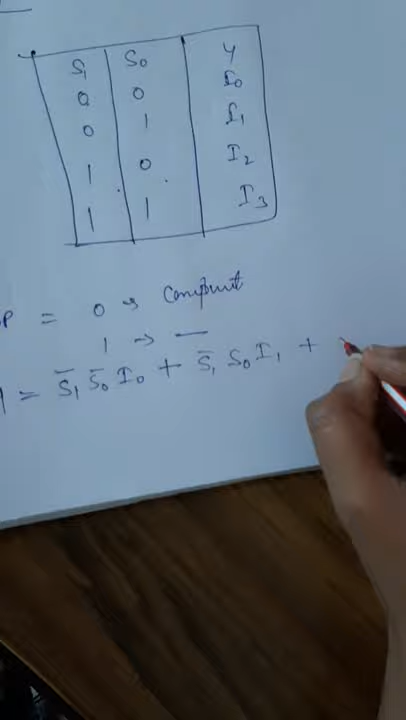 S₁ S₀ Y
0 0 I₀
0 1 I₁
1 0 I₂
1 1 I₃
OP = 0 →
1 → —
= S̄₁ S̄₀ I₀ + S̄₁ S₀ I₁ +